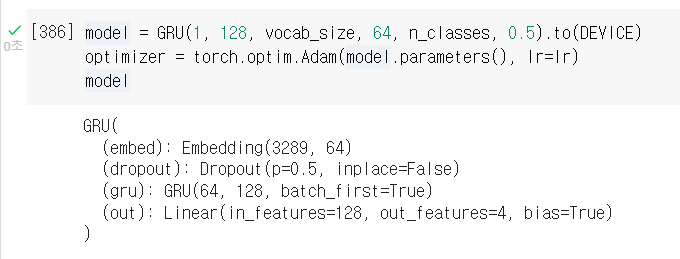 [386] model = GRU(1, 128, vocab_size, 64, n_classes, 0.5).to(DEVICE)
0초 optimizer = torch.optim.Adam(model.parameters(), lr=lr)
model
GRU(
(embed): Embedding(3289, 64)
(dropout): Dropout(p=0.5, inplace=False)
(gru): GRU(64, 128, batch_first=True)
(out): Linear(in_features=128, out_features=4, bias=True)
)